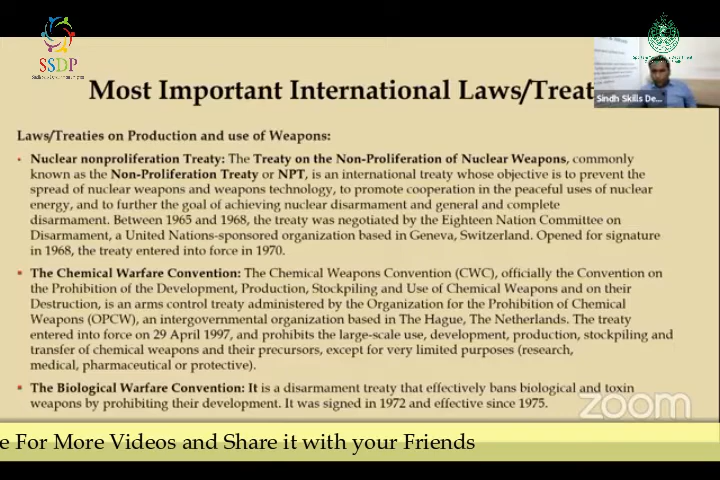 SSDP
Most Important International Laws/Treat
Sindh Skills De...
Laws/Treaties on Production and use of Weapons:
• Nuclear nonproliferation Treaty: The Treaty on the Non-Proliferation of Nuclear Weapons, commonly
known as the Non-Proliferation Treaty or NPT, is an international treaty whose objective is to prevent the
spread of nuclear weapons and weapons technology, to promote cooperation in the peaceful uses of nuclear
energy, and to further the goal of achieving nuclear disarmament and general and complete
disarmament. Between 1965 and 1968, the treaty was negotiated by the Eighteen Nation Committee on
Disarmament, a United Nations-sponsored organization based in Geneva, Switzerland. Opened for signature
in 1968, the treaty entered into force in 1970.
▪ The Chemical Warfare Convention: The Chemical Weapons Convention (CWC), officially the Convention on
the Prohibition of the Development, Production, Stockpiling and Use of Chemical Weapons and on their
Destruction, is an arms control treaty administered by the Organization for the Prohibition of Chemical
Weapons (OPCW), an intergovernmental organization based in The Hague, The Netherlands. The treaty
entered into force on 29 April 1997, and prohibits the large-scale use, development, production, stockpiling and
transfer of chemical weapons and their precursors, except for very limited purposes (research,
medical, pharmaceutical or protective).
▪ The Biological Warfare Convention: It is a disarmament treaty that effectively bans biological and toxin
weapons by prohibiting their development. It was signed in 1972 and effective since 1975.
zoom
e For More Videos and Share it with your Friends